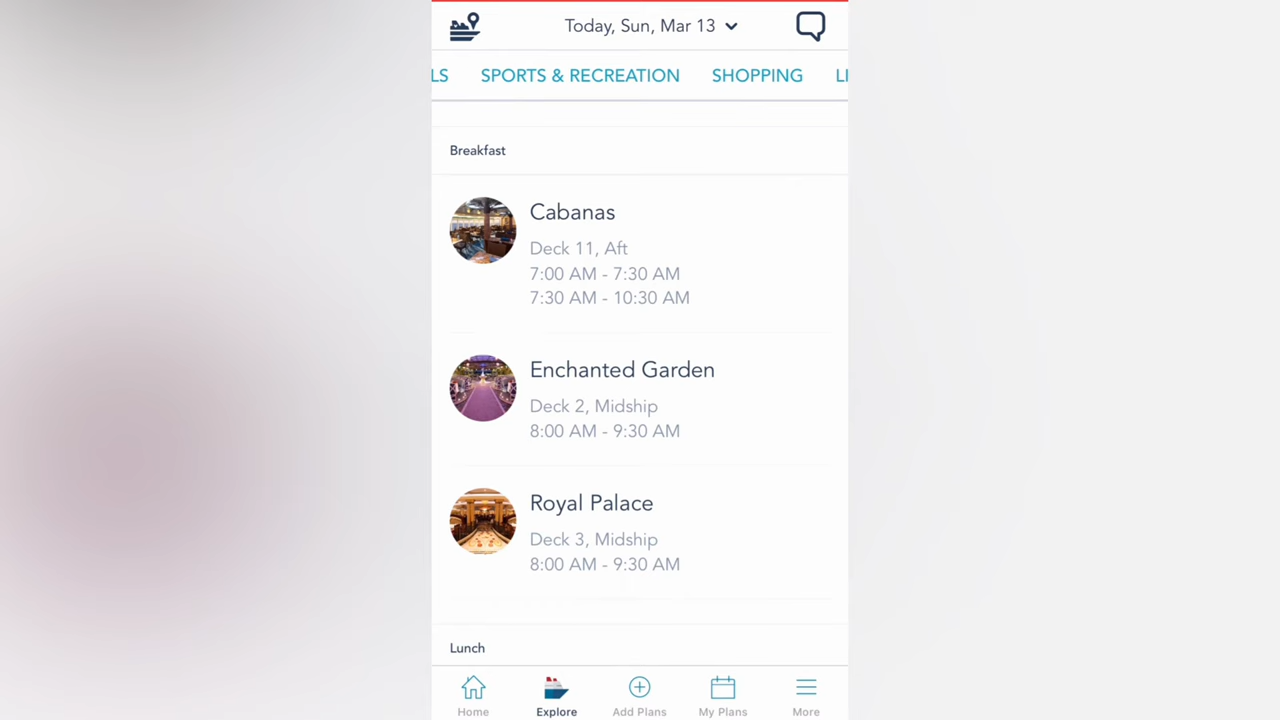 Today, Sun, Mar 13
LS SPORTS & RECREATION SHOPPING LI
Breakfast
Cabanas
Deck 11, Aft
7:00 AM - 7:30 AM
7:30 AM - 10:30 AM
Enchanted Garden
Deck 2, Midship
8:00 AM - 9:30 AM
Royal Palace
Deck 3, Midship
8:00 AM - 9:30 AM
Lunch
Home Explore Add Plans My Plans More